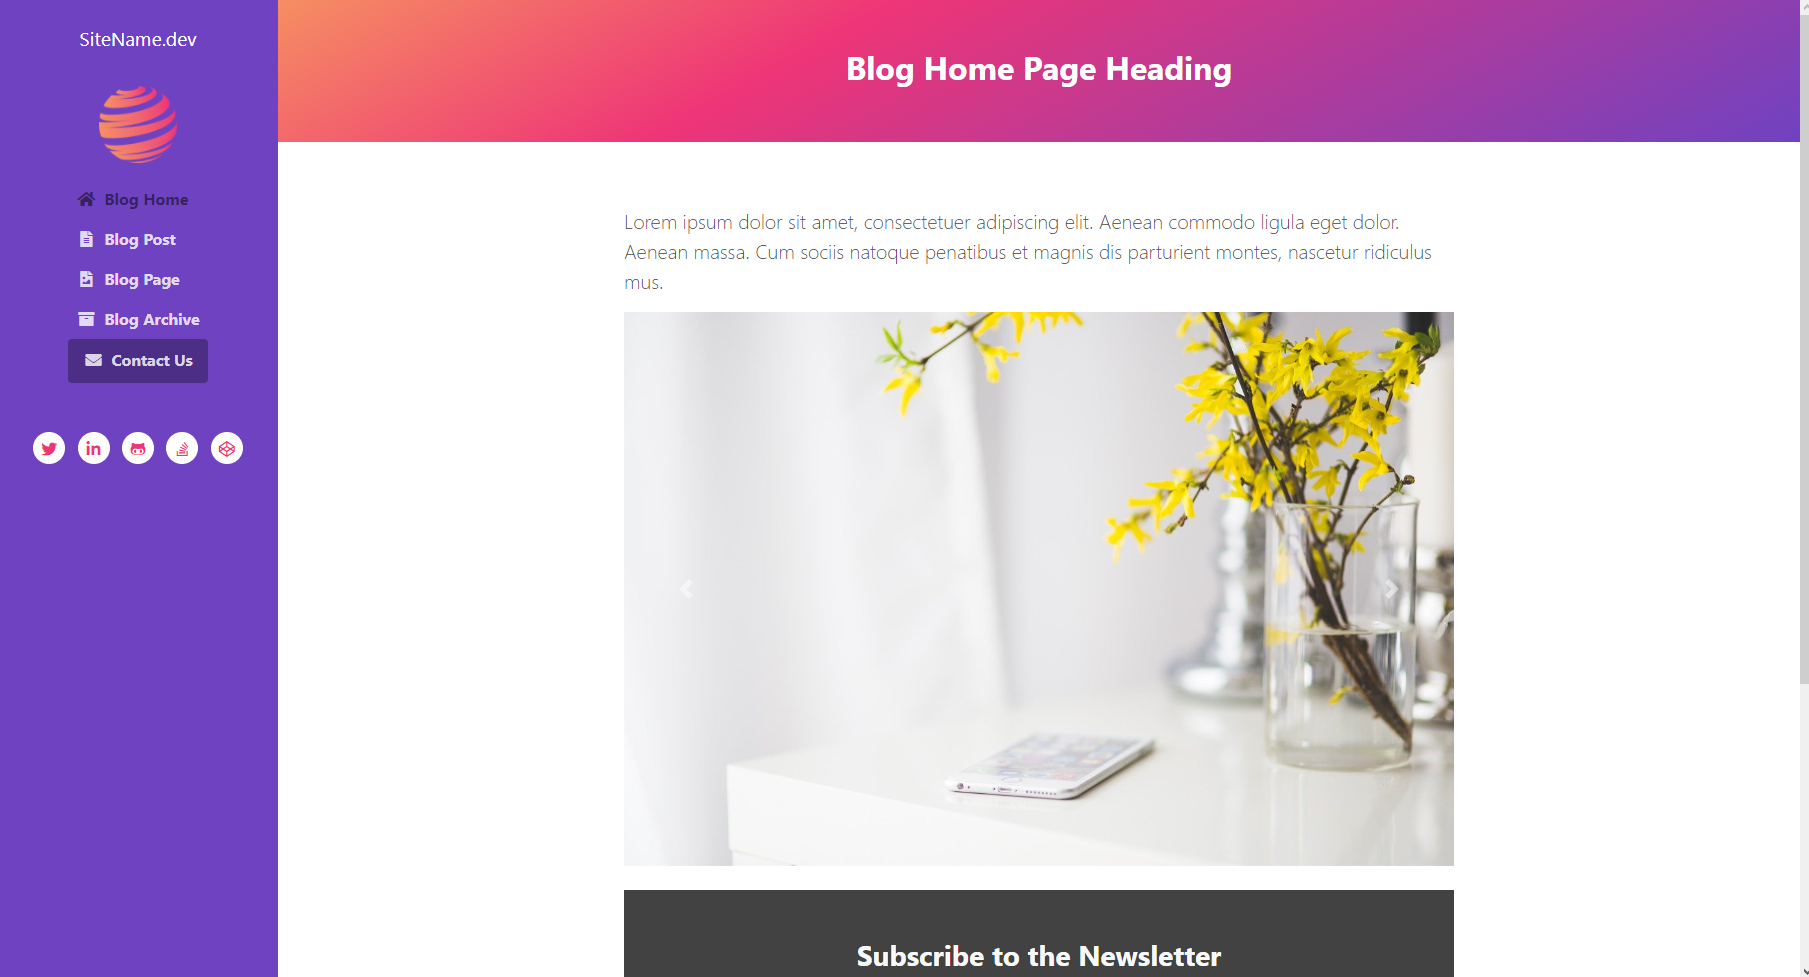 SiteName.dev
Blog Home
Blog Post
Blog Page
Blog Archive
Contact Us
Blog Home Page Heading
Lorem ipsum dolor sit amet, consectetuer adipiscing elit. Aenean commodo ligula eget dolor.
Aenean massa. Cum sociis natoque penatibus et magnis dis parturient montes, nascetur ridiculus
mus.
Subscribe to the Newsletter